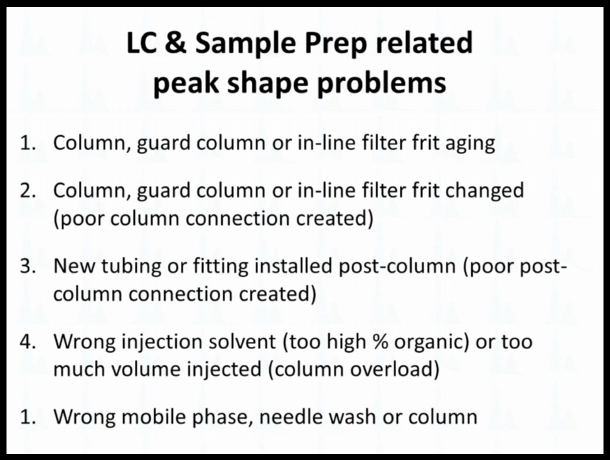 LC & Sample Prep related
peak shape problems
1. Column, guard column or in-line filter frit aging
2. Column, guard column or in-line filter frit changed
(poor column connection created)
3. New tubing or fitting installed post-column (poor post-
column connection created)
4. Wrong injection solvent (too high % organic) or too
much volume injected (column overload)
1. Wrong mobile phase, needle wash or column